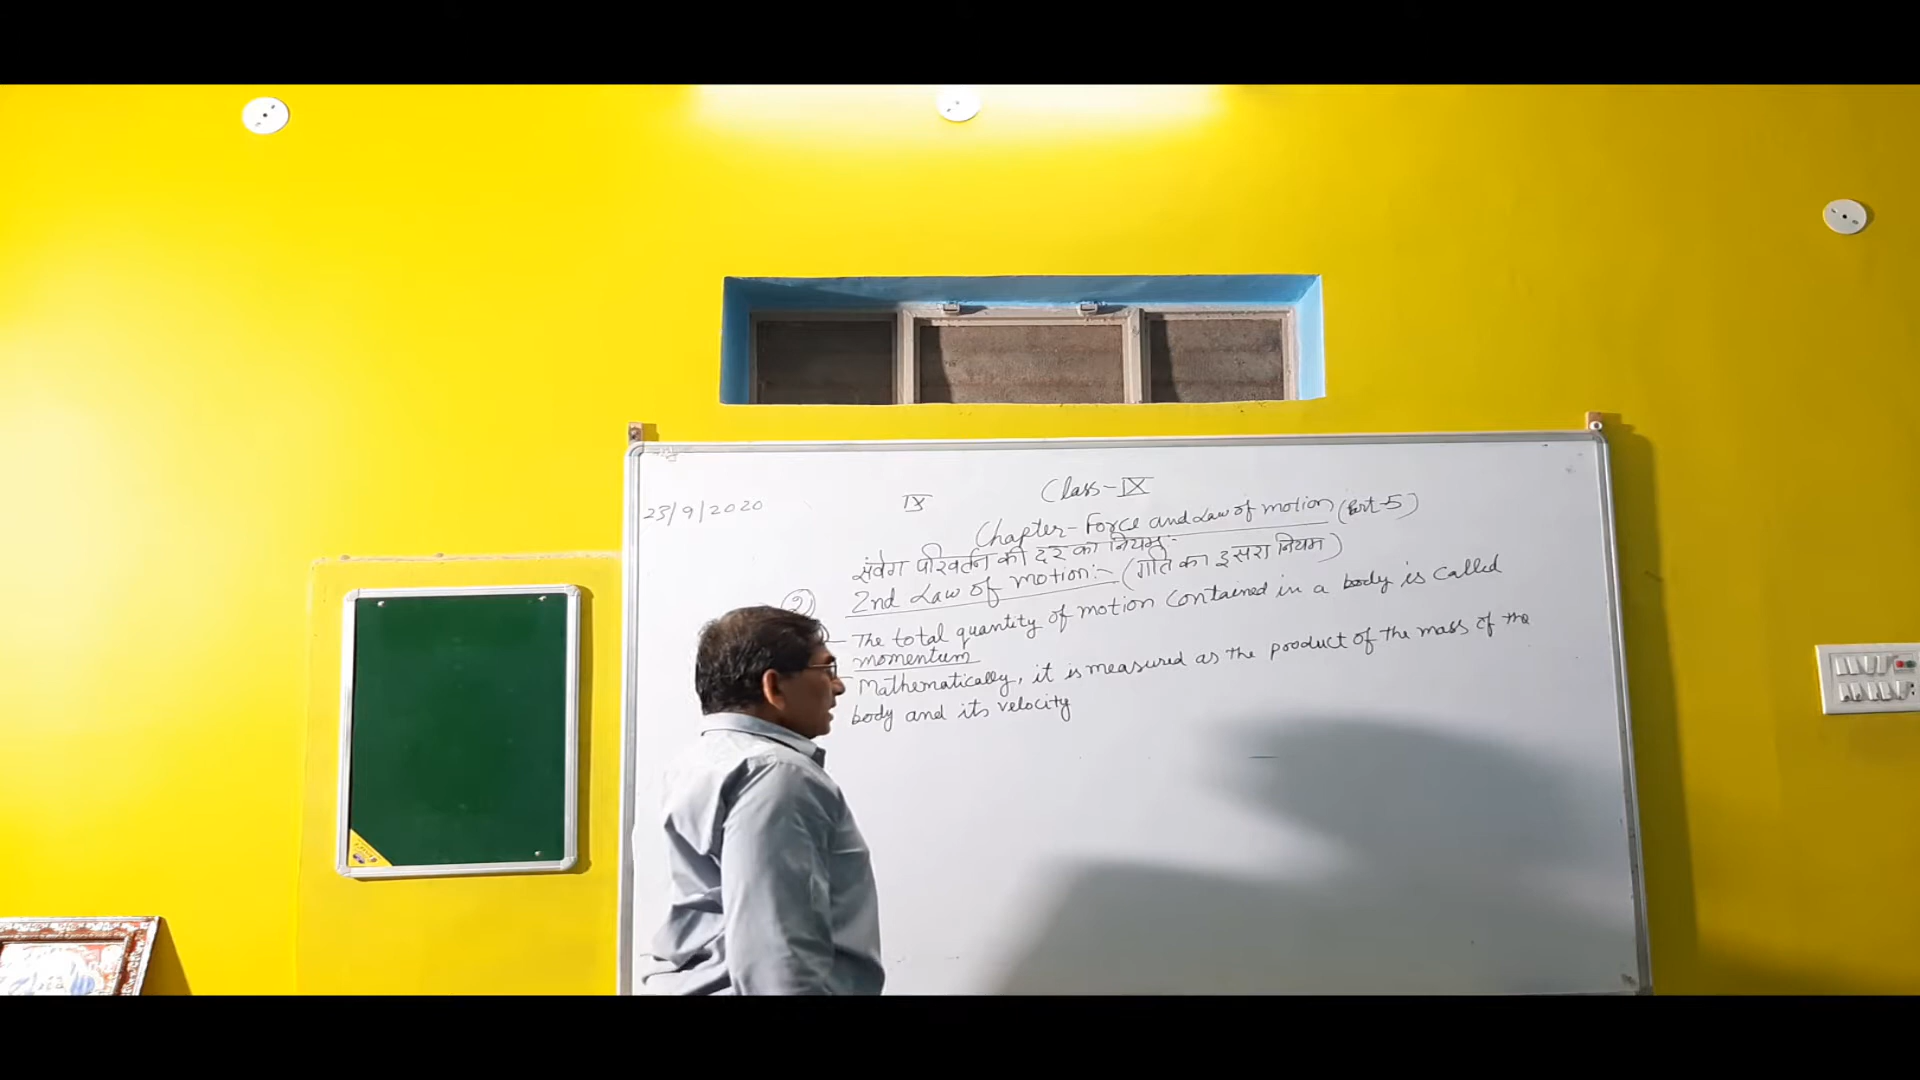 Class-IX
23/9/2020
IX
Chapter-Force and Law of motion (Part-5)
संवेग परिवर्तन की दर का नियम:-
2nd Law of motion:- (गति का दूसरा नियम)
The total quantity of motion contained in a body is called
momentum
Mathematically, it is measured as the product of the mass of the
body and its velocity